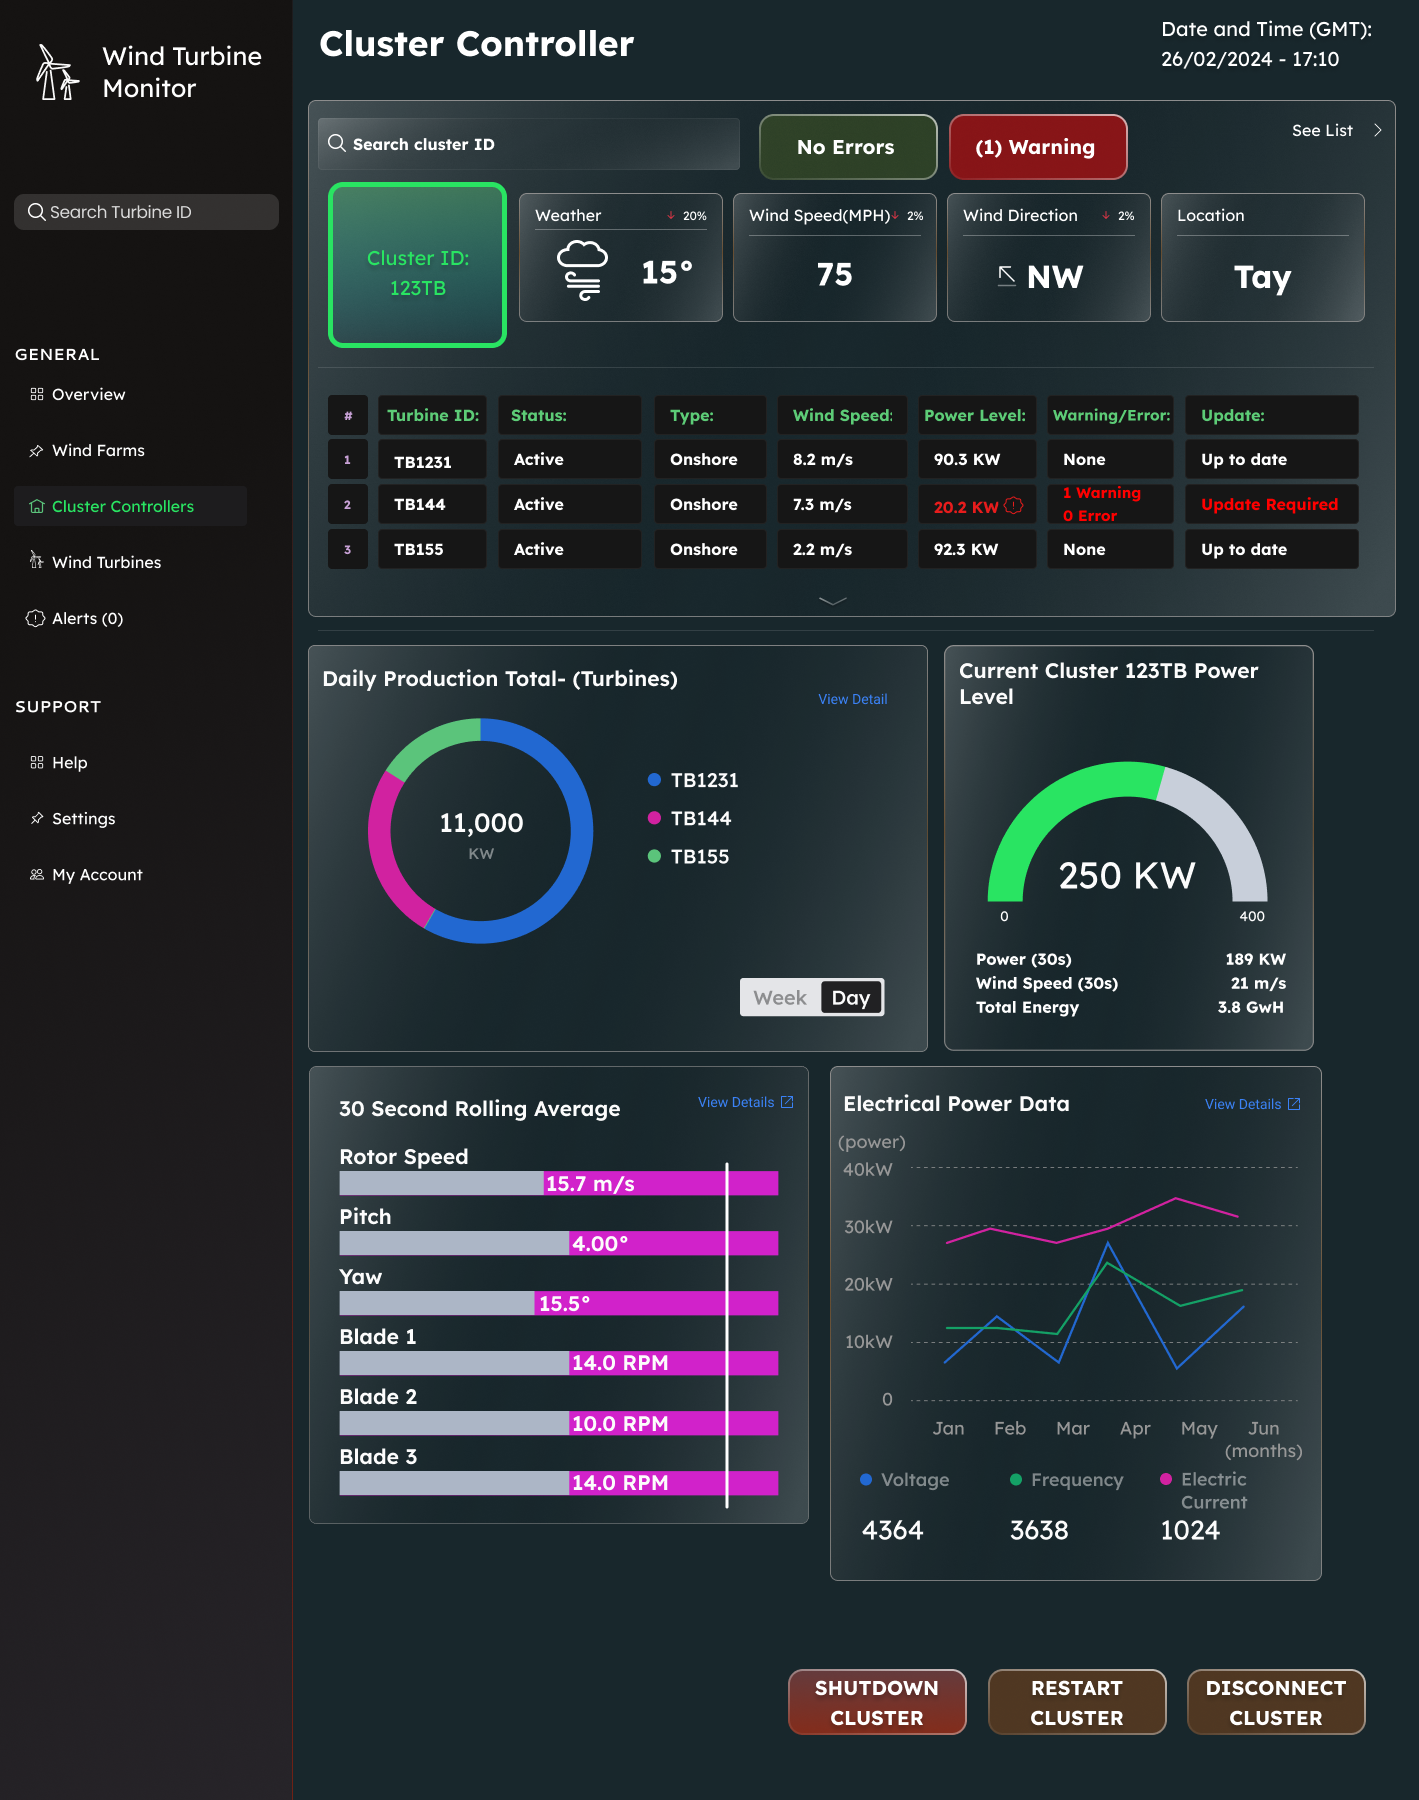 Wind Turbine
Monitor
Search Turbine ID
GENERAL
Overview
Wind Farms
Cluster Controllers
Wind Turbines
Alerts (0)
SUPPORT
Help
Settings
My Account
Cluster Controller
Date and Time (GMT):
26/02/2024 - 17:10
Search cluster ID
No Errors
(1) Warning
See List
Cluster ID:
123TB
Weather 20%
15°
Wind Speed(MPH) 2%
75
Wind Direction 2%
NW
Location
Tay
# Turbine ID: Status: Type: Wind Speed: Power Level: Warning/Error: Update:
1 TB1231 Active Onshore 8.2 m/s 90.3 KW None Up to date
2 TB144 Active Onshore 7.3 m/s 20.2 KW 1 Warning
0 Error Update Required
3 TB155 Active Onshore 2.2 m/s 92.3 KW None Up to date
Daily Production Total- (Turbines)
View Detail
11,000
KW
TB1231
TB144
TB155
Week Day
Current Cluster 123TB Power
Level
250 KW
0 400
Power (30s) 189 KW
Wind Speed (30s) 21 m/s
Total Energy 3.8 GwH
30 Second Rolling Average
View Details
Rotor Speed
15.7 m/s
Pitch
4.00°
Yaw
15.5°
Blade 1
14.0 RPM
Blade 2
10.0 RPM
Blade 3
14.0 RPM
Electrical Power Data
View Details
(power)
40kW
30kW
20kW
10kW
0
Jan Feb Mar Apr May Jun
(months)
Voltage
4364
Frequency
3638
Electric
Current
1024
SHUTDOWN
CLUSTER
RESTART
CLUSTER
DISCONNECT
CLUSTER